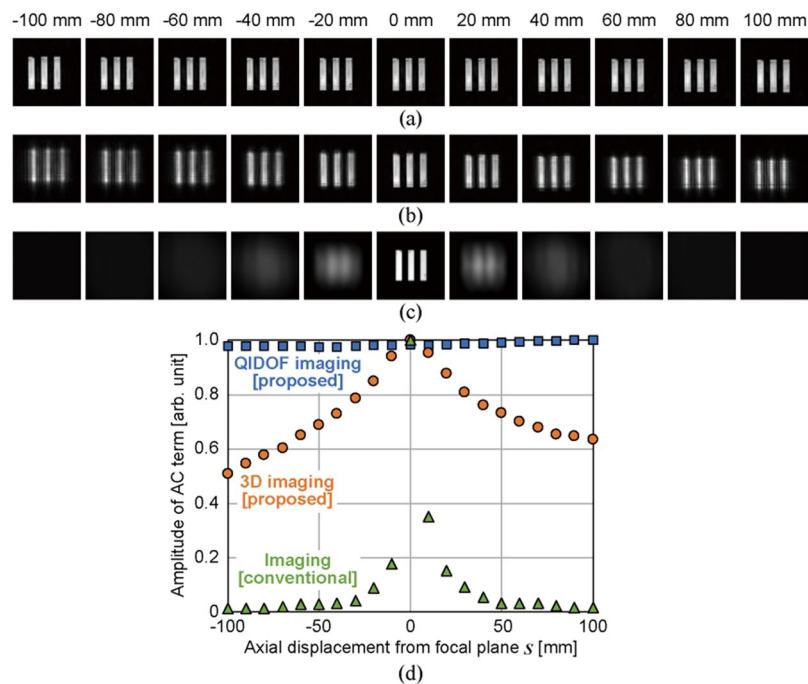 -100 mm -80 mm -60 mm -40 mm -20 mm 0 mm 20 mm 40 mm 60 mm 80 mm 100 mm
(a)
(b)
(c)
1.0
QIDOF imaging
[proposed]
0.8
0.6
3D imaging
[proposed]
0.4
0.2
Imaging
[conventional]
0
Amplitude of AC term [arb. unit]
-100 -50 0 50 100
Axial displacement from focal plane s [mm]
(d)